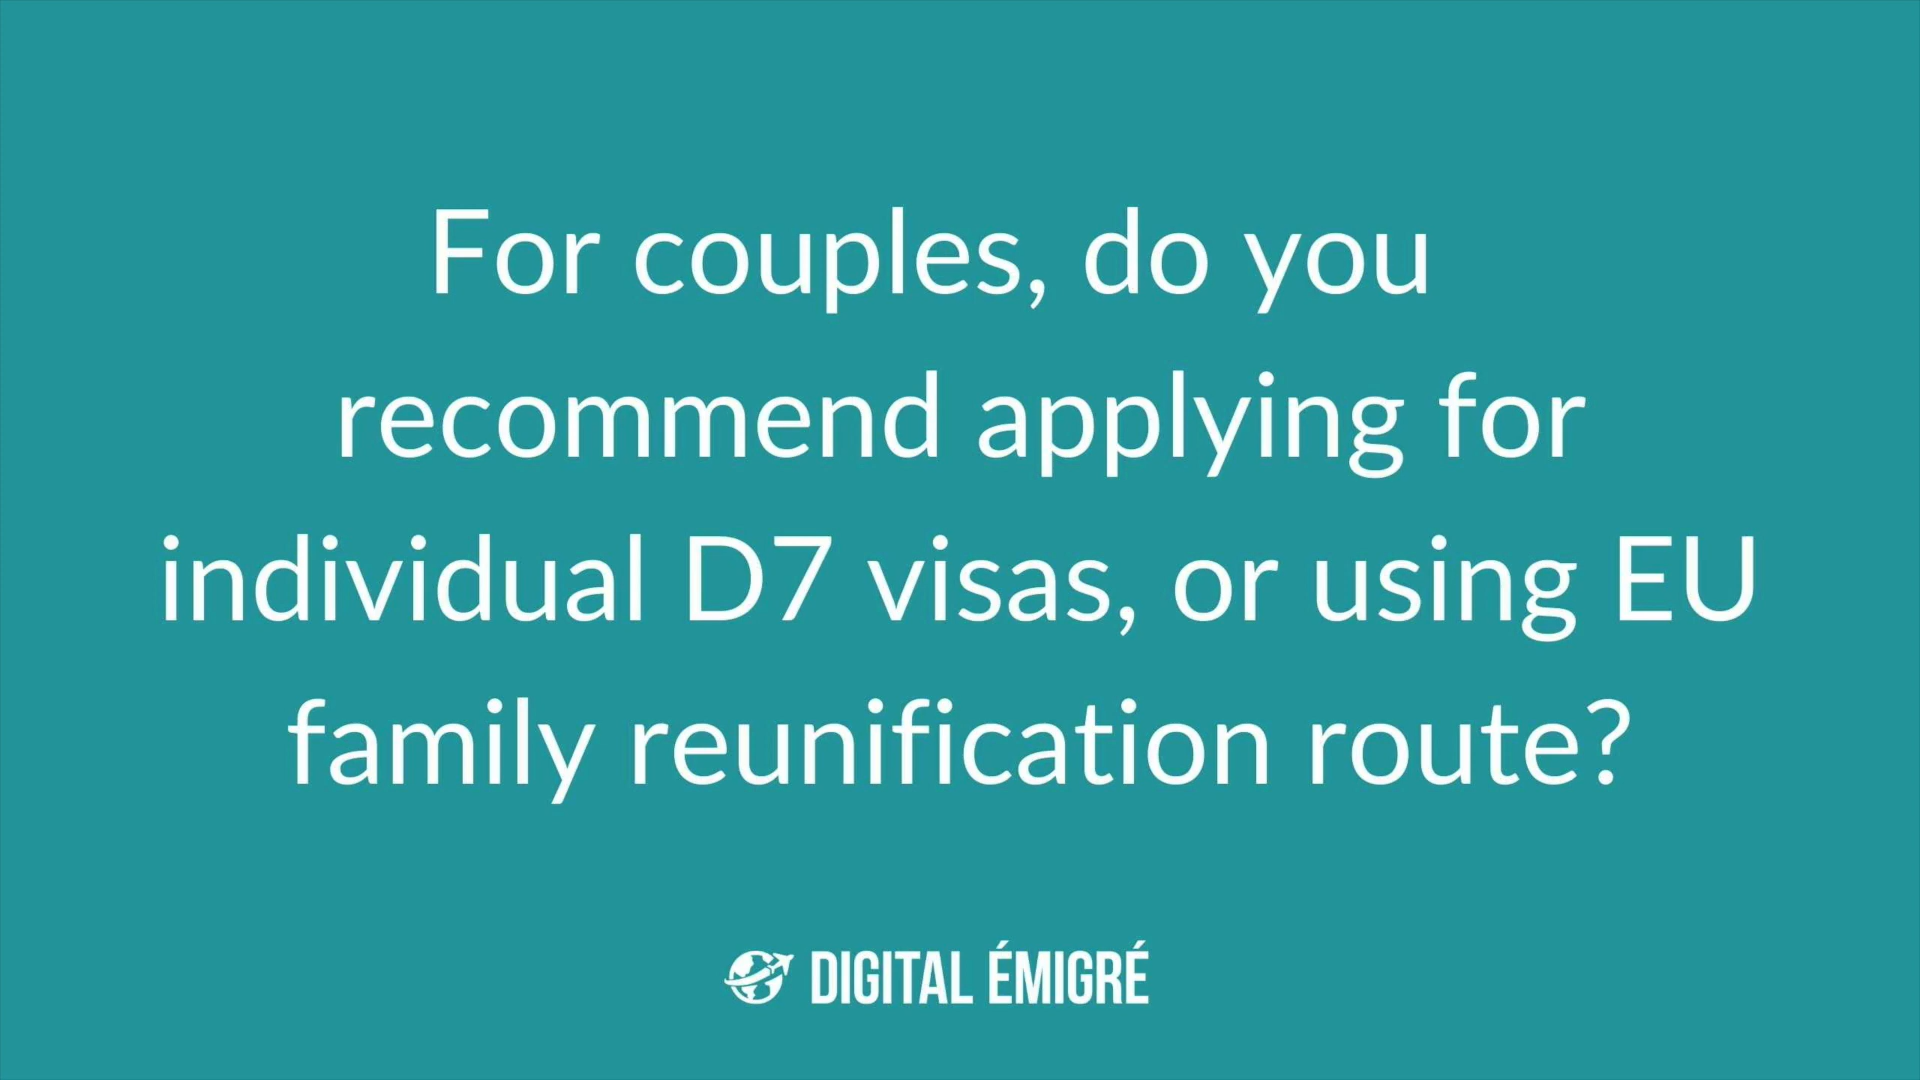 For couples, do you
recommend applying for
individual D7 visas, or using EU
family reunification route?
DIGITAL ÉMIGRÉ